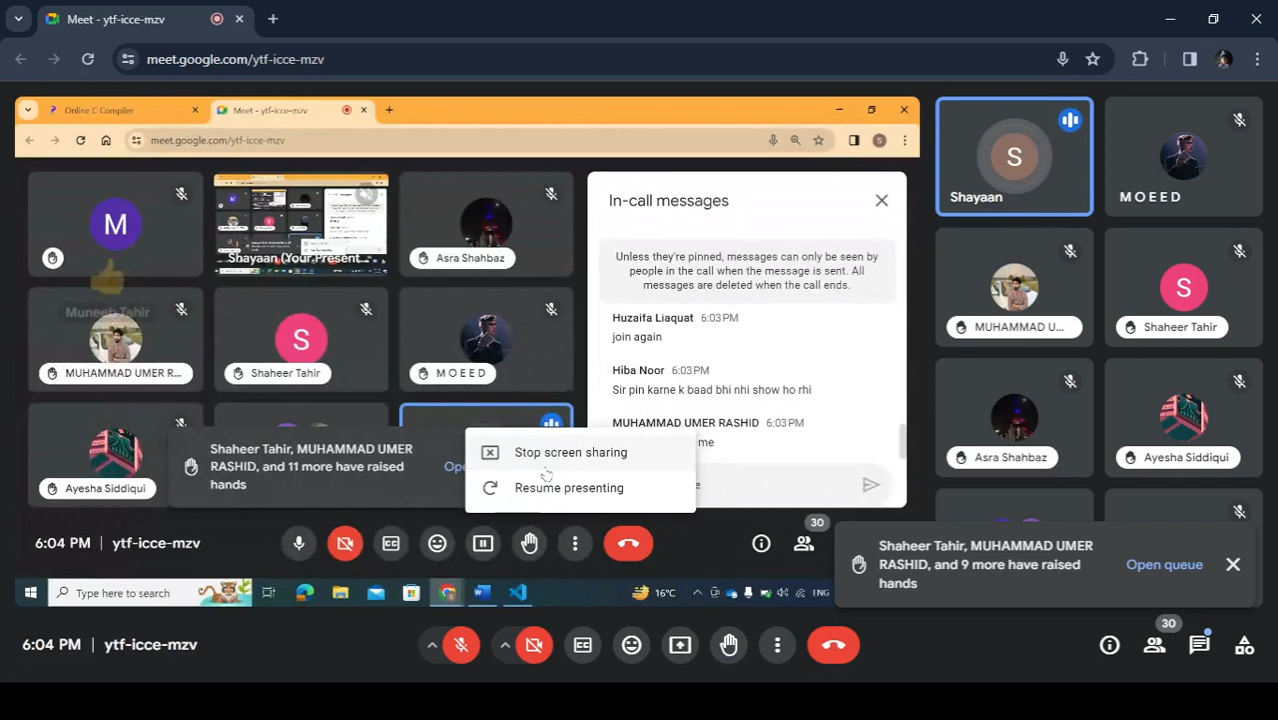 Meet - ytf-icce-mzv
meet.google.com/ytf-icce-mzv
Online C Compiler
Meet - ytf-icce-mzv
meet.google.com/ytf-icce-mzv
M
Muneeb Tahir
Shayaan (Your Present...
Asra Shahbaz
MUHAMMAD UMER R...
S
Shaheer Tahir
M O E E D
Ayesha Siddiqui
Shaheer Tahir, MUHAMMAD UMER
RASHID, and 11 more have raised
hands
Stop screen sharing
Resume presenting
In-call messages
Unless they're pinned, messages can only be seen by
people in the call when the message is sent. All
messages are deleted when the call ends.
Huzaifa Liaquat 6:03 PM
join again
Hiba Noor 6:03 PM
Sir pin karne k baad bhi nhi show ho rhi
MUHAMMAD UMER RASHID 6:03 PM
6:04 PM | ytf-icce-mzv
30
Type here to search
16°C
ENG
S
Shayaan
M O E E D
MUHAMMAD U...
S
Shaheer Tahir
Asra Shahbaz
Ayesha Siddiqui
Shaheer Tahir, MUHAMMAD UMER
RASHID, and 9 more have raised
hands
Open queue
6:04 PM | ytf-icce-mzv
30